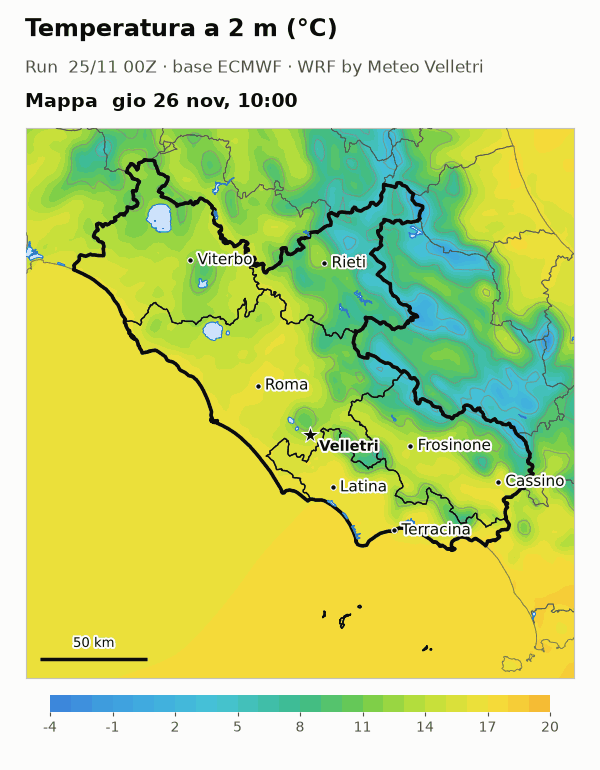 Temperatura a 2 m (°C)
Run  25/11 00Z · base ECMWF · WRF by Meteo Velletri
Mappa  gio 26 nov, 10:00
Viterbo
Rieti
Roma
Velletri
Frosinone
Latina
Cassino
Terracina
50 km
-4 -1 2 5 8 11 14 17 20